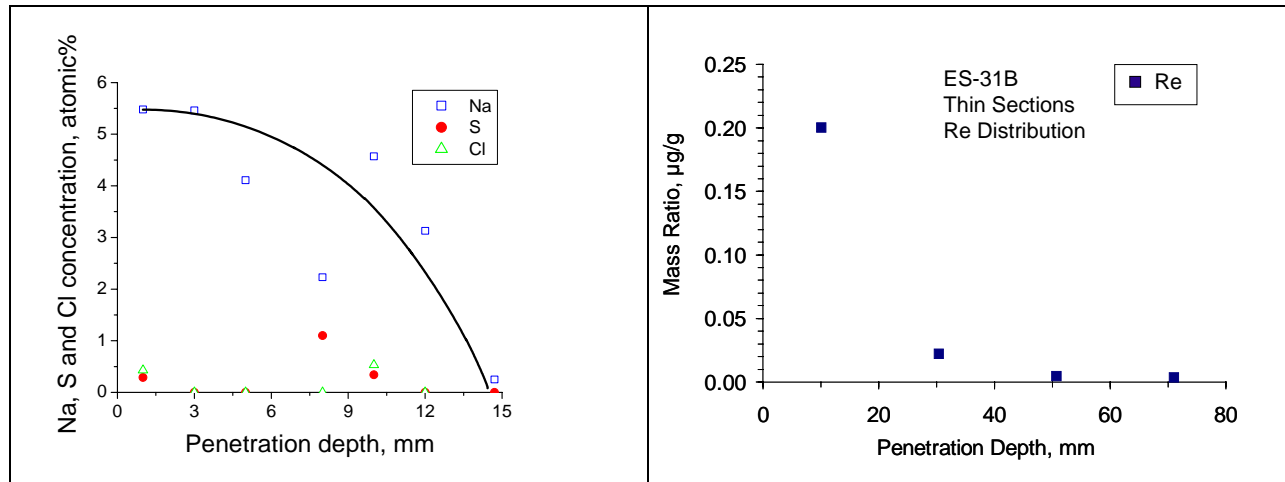 Na, S and Cl concentration, atomic%
6
5
4
3
2
1
0
0
3
6
9
12
15
Penetration depth, mm
Na
S
Cl
Mass Ratio, µg/g
0.25
0.20
0.15
0.10
0.05
0.00
0
20
40
60
80
Penetration Depth, mm
ES-31B
Thin Sections
Re Distribution
Re